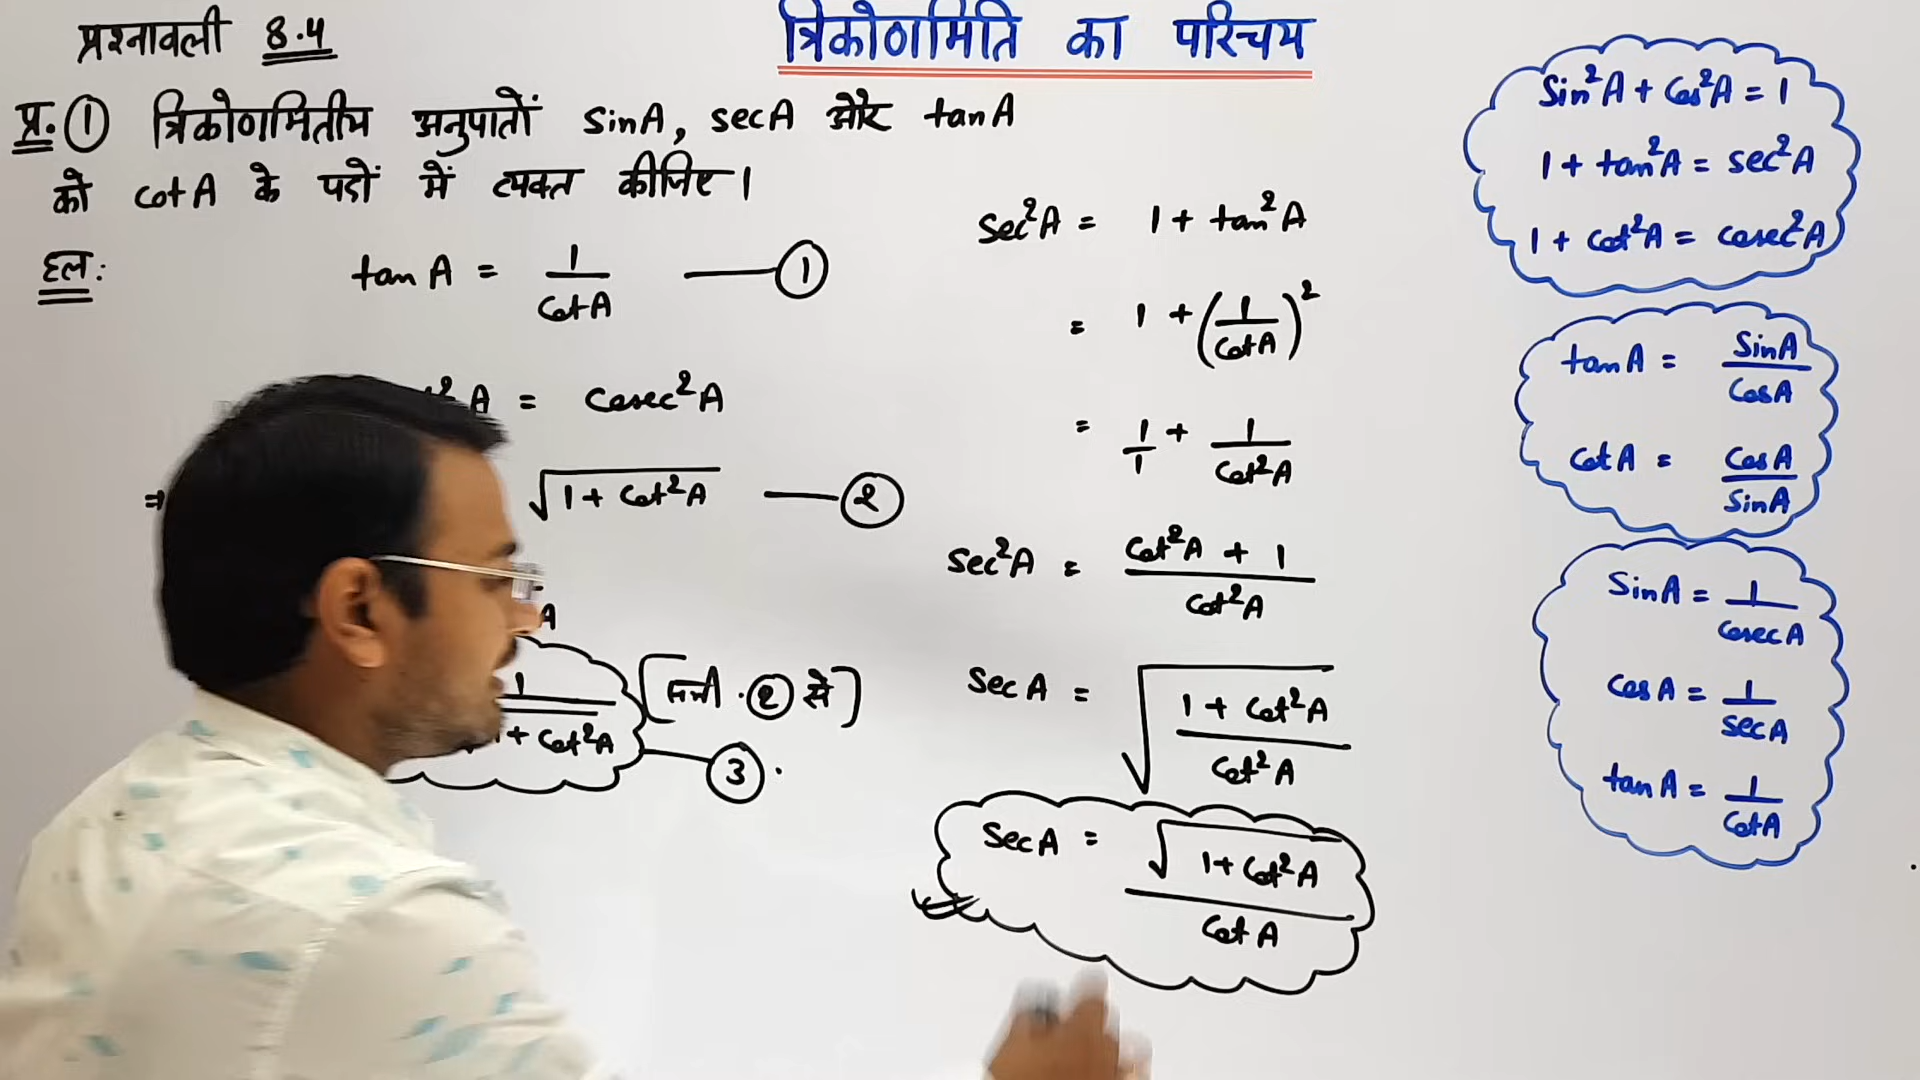 प्रश्नावली 8.4
त्रिकोणमिति का परिचय
प्र. ① त्रिकोणमितीय अनुपातों sinA, secA और tanA
को cotA के पदों में व्यक्त कीजिए।
हल:
tan A = 1/cotA —— ①
²A = cosec²A
⇒ √(1 + cot²A) —— ②
A
1/(1 + cot²A) [समी. ② से]
—— ③
sec²A = 1 + tan²A
= 1 + (1/cotA)²
= 1/1 + 1/cot²A
sec²A = (cot²A + 1)/cot²A
secA = √((1 + cot²A)/cot²A)
secA = √(1+cot²A)/cotA
sin²A + cos²A = 1
1 + tan²A = sec²A
1 + cot²A = cosec²A
tanA = sinA/cosA
cotA = cosA/sinA
sinA = 1/cosecA
cosA = 1/secA
tanA = 1/cotA